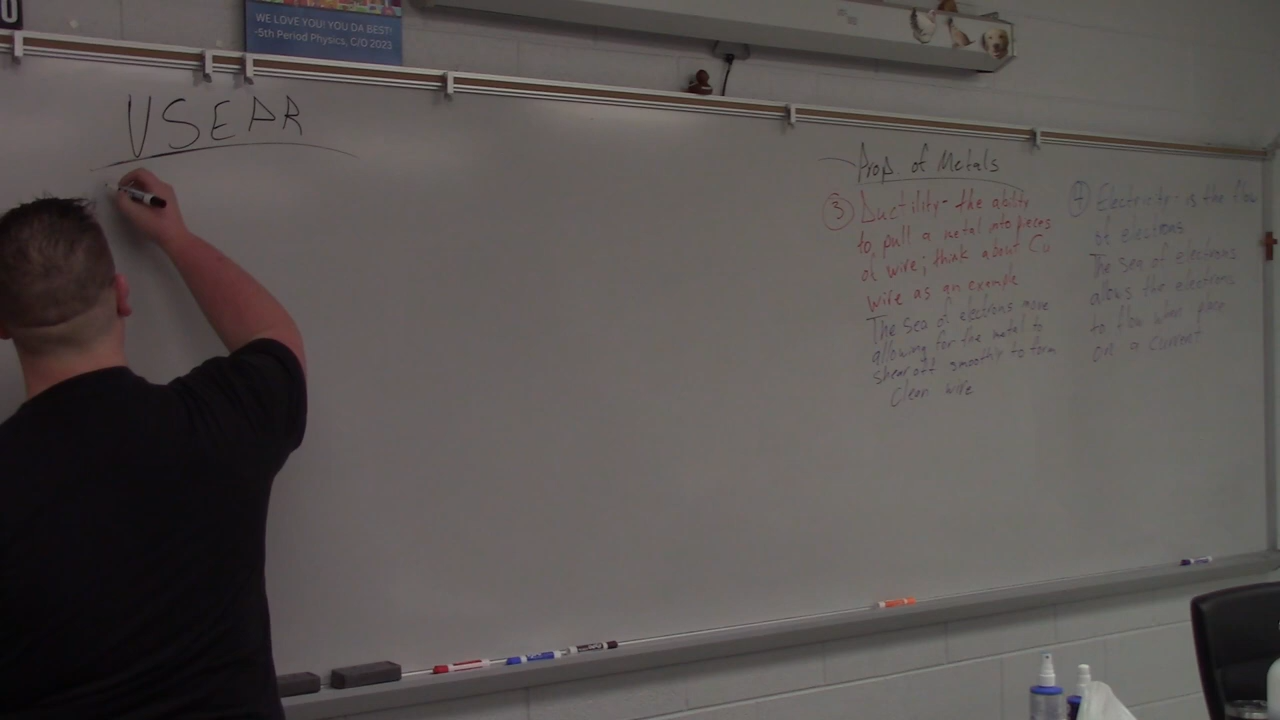 WE LOVE YOU! YOU DA BEST!
-5th Period Physics, C/O 2023
VSEPR
Prop. of Metals
③ Ductility- the ability
to pull a metal into pieces
of wire; think about Cu
wire as an example
The sea of electrons move
allowing for the metal to
shear off smoothly to form
clean wire
④ Electricity- is the flow
of electrons
The sea of electrons
allows the electrons
to flow when place
on a current